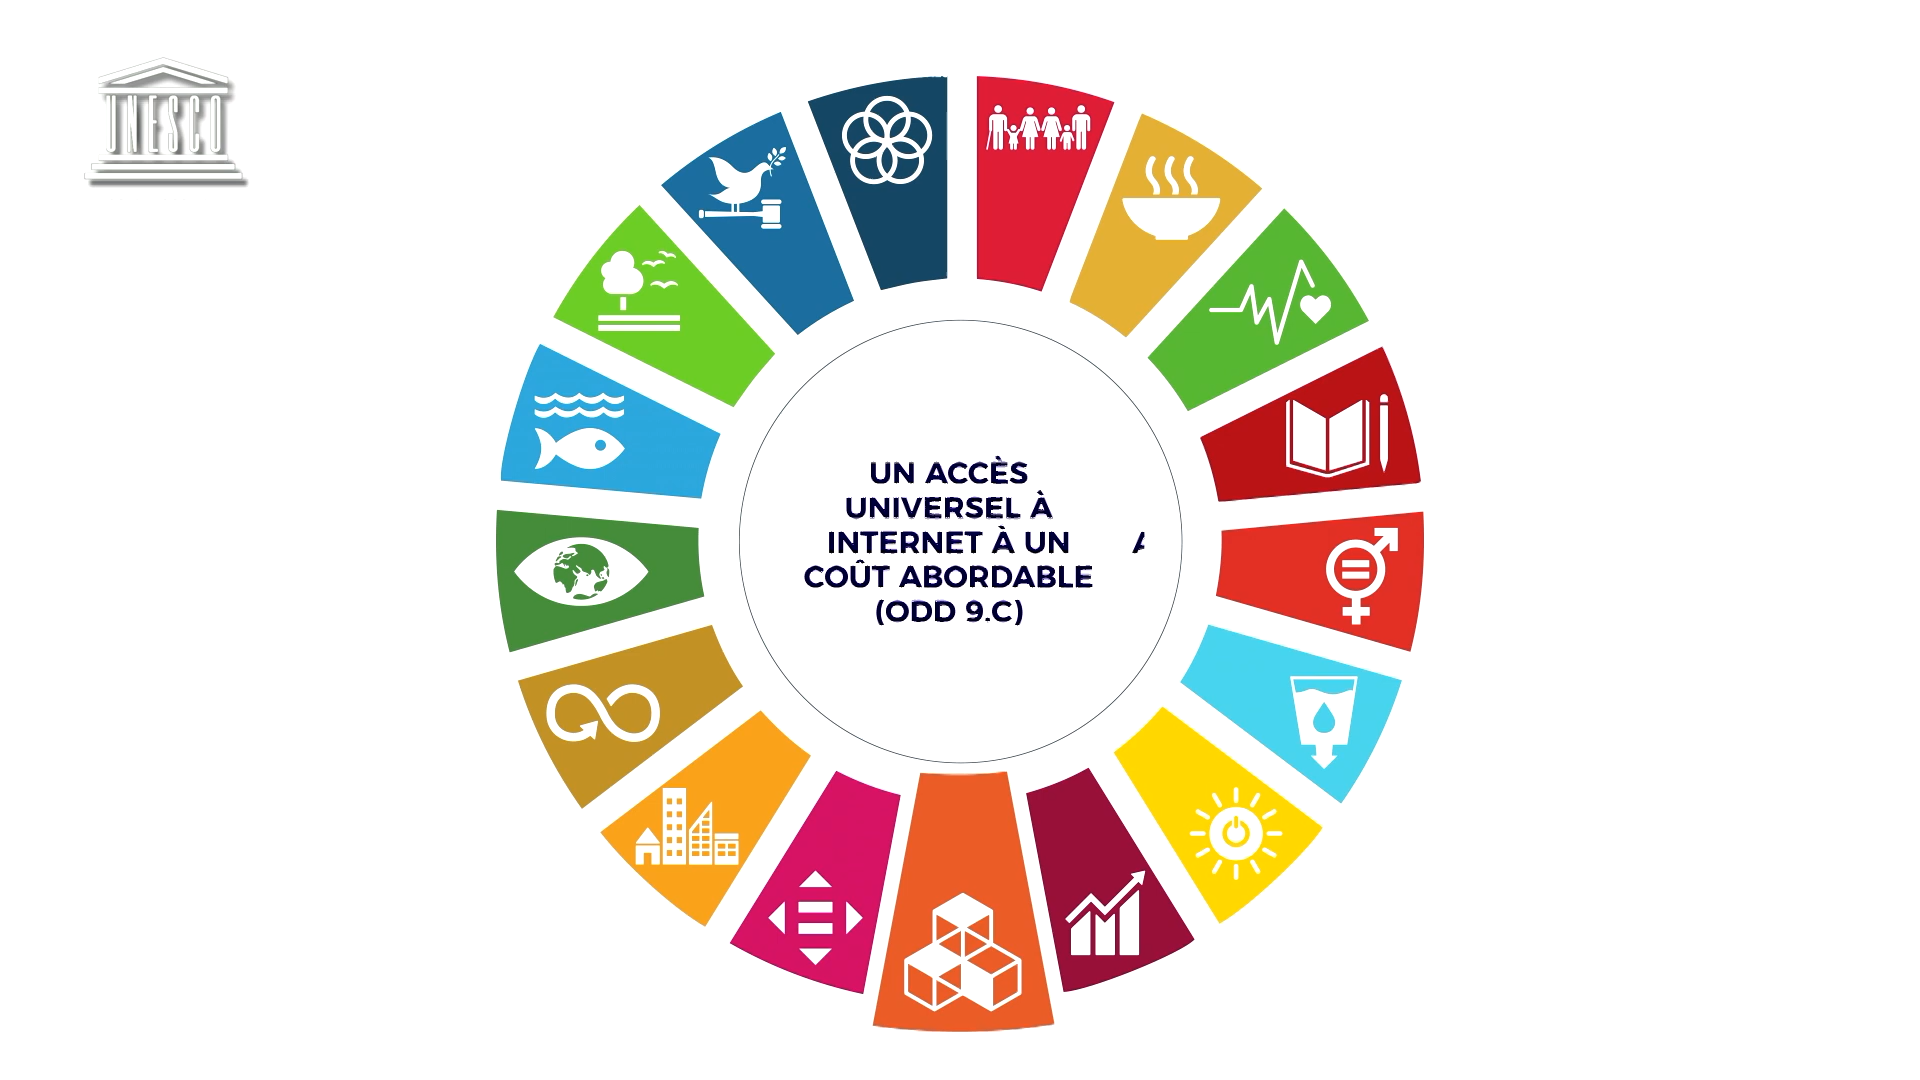 UNESCO
UN ACCÈS
UNIVERSEL À
INTERNET À UN
COÛT ABORDABLE
(ODD 9.C)